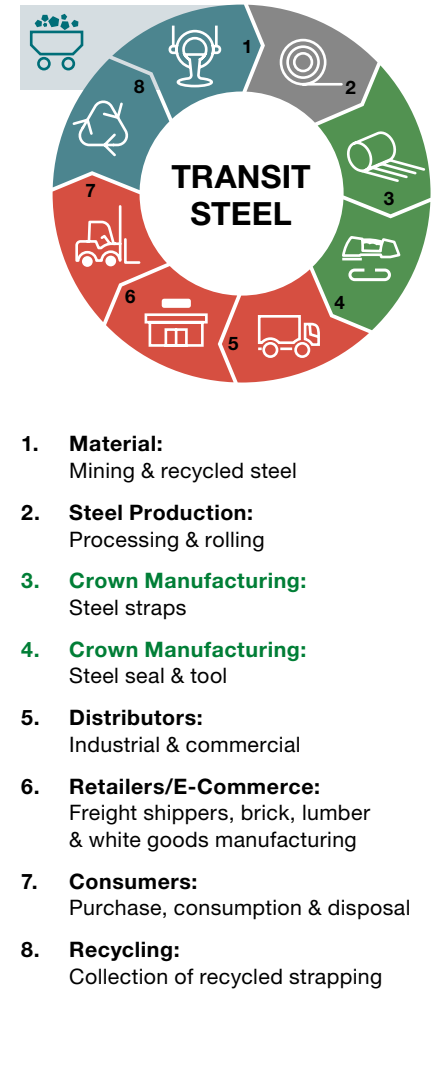 1
2
3
4
5
6
7
8
TRANSIT
STEEL
1. Material:
Mining & recycled steel
2. Steel Production:
Processing & rolling
3. Crown Manufacturing:
Steel straps
4. Crown Manufacturing:
Steel seal & tool
5. Distributors:
Industrial & commercial
6. Retailers/E-Commerce:
Freight shippers, brick, lumber
& white goods manufacturing
7. Consumers:
Purchase, consumption & disposal
8. Recycling:
Collection of recycled strapping